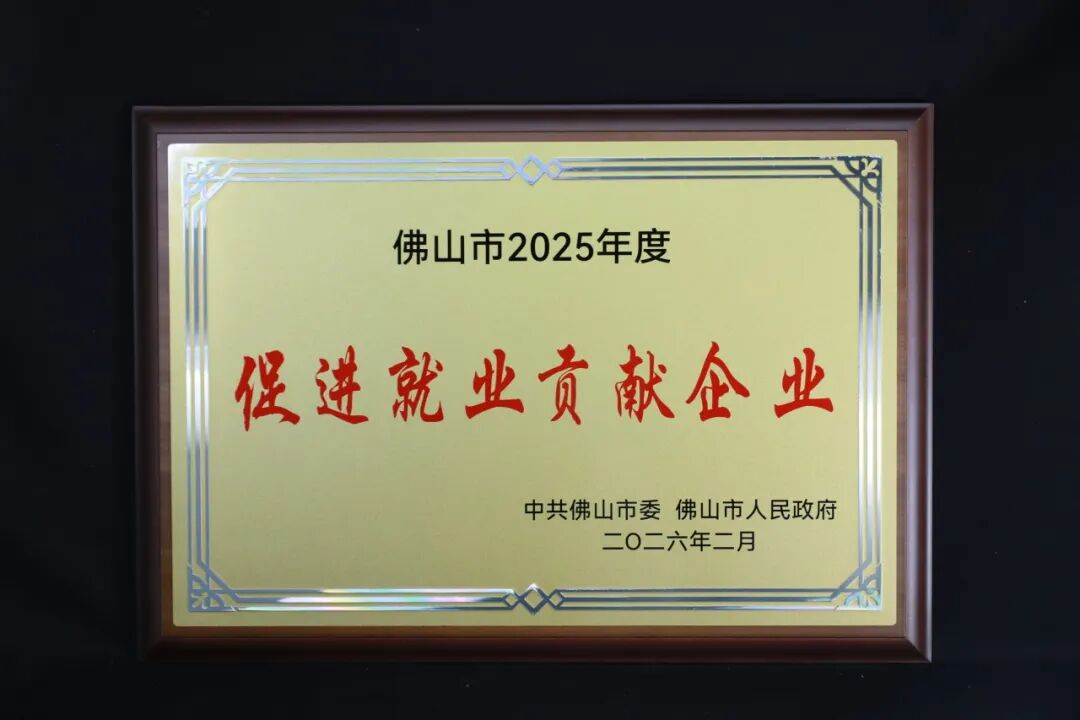 佛山市2025年度
促进就业贡献企业
中共佛山市委 佛山市人民政府
二〇二六年二月